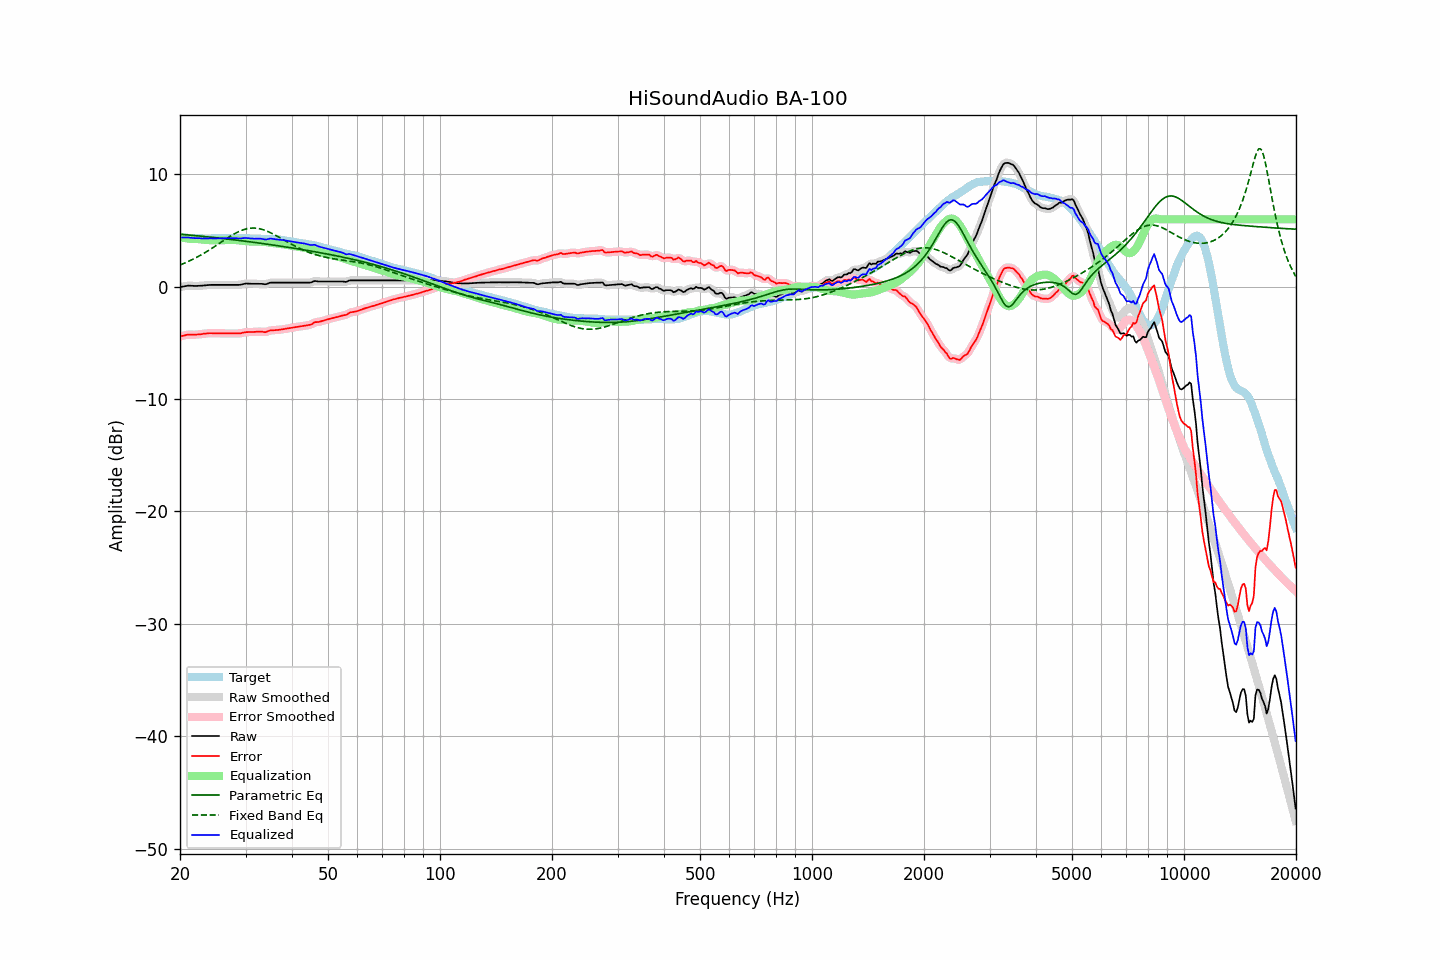 HiSoundAudio BA-100
Amplitude (dBr)
10
0
−10
−20
−30
−40
−50
Target
Raw Smoothed
Error Smoothed
Raw
Error
Equalization
Parametric Eq
Fixed Band Eq
Equalized
20
50
100
200
500
1000
2000
5000
10000
20000
Frequency (Hz)